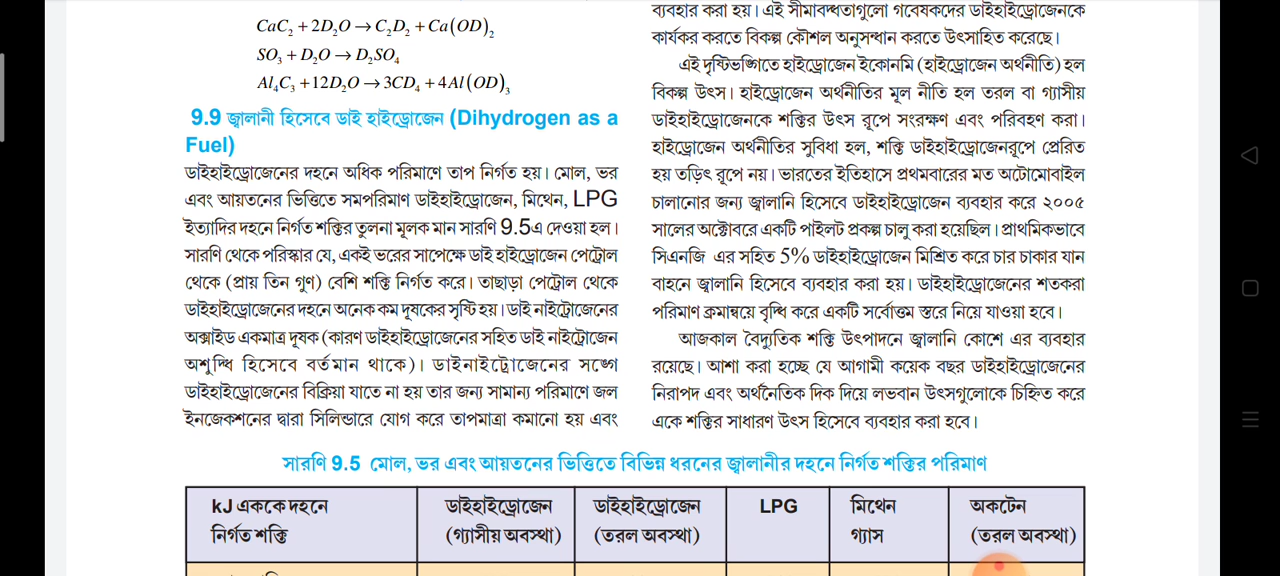 CaC₂ + 2D₂O → C₂D₂ + Ca(OD)₂
SO₃ + D₂O → D₂SO₄
Al₄C₃ +12D₂O → 3CD₄ + 4Al(OD)₃
9.9 জ্বালানী হিসেবে ডাই হাইড্রোজেন (Dihydrogen as a
Fuel)
ডাইহাইড্রোজেনের দহনে অধিক পরিমাণে তাপ নির্গত হয়। মোল, ভর
এবং আয়তনের ভিত্তিতে সমপরিমাণ ডাইহাইড্রোজেন, মিথেন, LPG
ইত্যাদির দহনে নির্গত শক্তির তুলনা মূলক মান সারণি 9.5এ দেওয়া হল।
সারণি থেকে পরিস্কার যে, একই ভরের সাপেক্ষে ডাই হাইড্রোজেন পেট্রোল
থেকে (প্রায় তিন গুণ) বেশি শক্তি নির্গত করে। তাছাড়া পেট্রোল থেকে
ডাইহাইড্রোজেনের দহনে অনেক কম দূষকের সৃষ্টি হয়। ডাই নাইট্রোজেনের
অক্সাইড একমাত্র দূষক (কারণ ডাইহাইড্রোজেনের সহিত ডাই নাইট্রোজেন
অশুদ্ধি হিসেবে বর্তমান থাকে)। ডাইনাইট্রোজেনের সঙ্গে
ডাইহাইড্রোজেনের বিক্রিয়া যাতে না হয় তার জন্য সামান্য পরিমাণে জল
ইনজেকশনের দ্বারা সিলিন্ডারে যোগ করে তাপমাত্রা কমানো হয় এবং
ব্যবহার করা হয়। এই সীমাবদ্ধতাগুলো গবেষকদের ডাইহাইড্রোজেনকে
কার্যকর করতে বিকল্প কৌশল অনুসন্ধান করতে উৎসাহিত করেছে।
এই দৃষ্টিভঙ্গিতে হাইড্রোজেন ইকোনমি (হাইড্রোজেন অর্থনীতি) হল
বিকল্প উৎস। হাইড্রোজেন অর্থনীতির মূল নীতি হল তরল বা গ্যাসীয়
ডাইহাইড্রোজেনকে শক্তির উৎস রূপে সংরক্ষণ এবং পরিবহণ করা।
হাইড্রোজেন অর্থনীতির সুবিধা হল, শক্তি ডাইহাইড্রোজেনরূপে প্রেরিত
হয় তড়িৎ রূপে নয়। ভারতের ইতিহাসে প্রথমবারের মত অটোমোবাইল
চালানোর জন্য জ্বালানি হিসেবে ডাইহাইড্রোজেন ব্যবহার করে ২০০৫
সালের অক্টোবরে একটি পাইলট প্রকল্প চালু করা হয়েছিল। প্রাথমিকভাবে
সিএনজি এর সহিত 5% ডাইহাইড্রোজেন মিশ্রিত করে চার চাকার যান
বাহনে জ্বালানি হিসেবে ব্যবহার করা হয়। ডাইহাইড্রোজেনের শতকরা
পরিমাণ ক্রমান্বয়ে বৃদ্ধি করে একটি সর্বোত্তম স্তরে নিয়ে যাওয়া হবে।
আজকাল বৈদ্যুতিক শক্তি উৎপাদনে জ্বালানি কোশে এর ব্যবহার
রয়েছে। আশা করা হচ্ছে যে আগামী কয়েক বছর ডাইহাইড্রোজেনের
নিরাপদ এবং অর্থনৈতিক দিক দিয়ে লভবান উৎসগুলোকে চিহ্নিত করে
একে শক্তির সাধারণ উৎস হিসেবে ব্যবহার করা হবে।
সারণি 9.5 মোল, ভর এবং আয়তনের ভিত্তিতে বিভিন্ন ধরনের জ্বালানীর দহনে নির্গত শক্তির পরিমাণ
kJ এককে দহনে
নির্গত শক্তি
ডাইহাইড্রোজেন
(গ্যাসীয় অবস্থা)
ডাইহাইড্রোজেন
(তরল অবস্থা)
LPG
মিথেন
গ্যাস
অকটেন
(তরল অবস্থা)